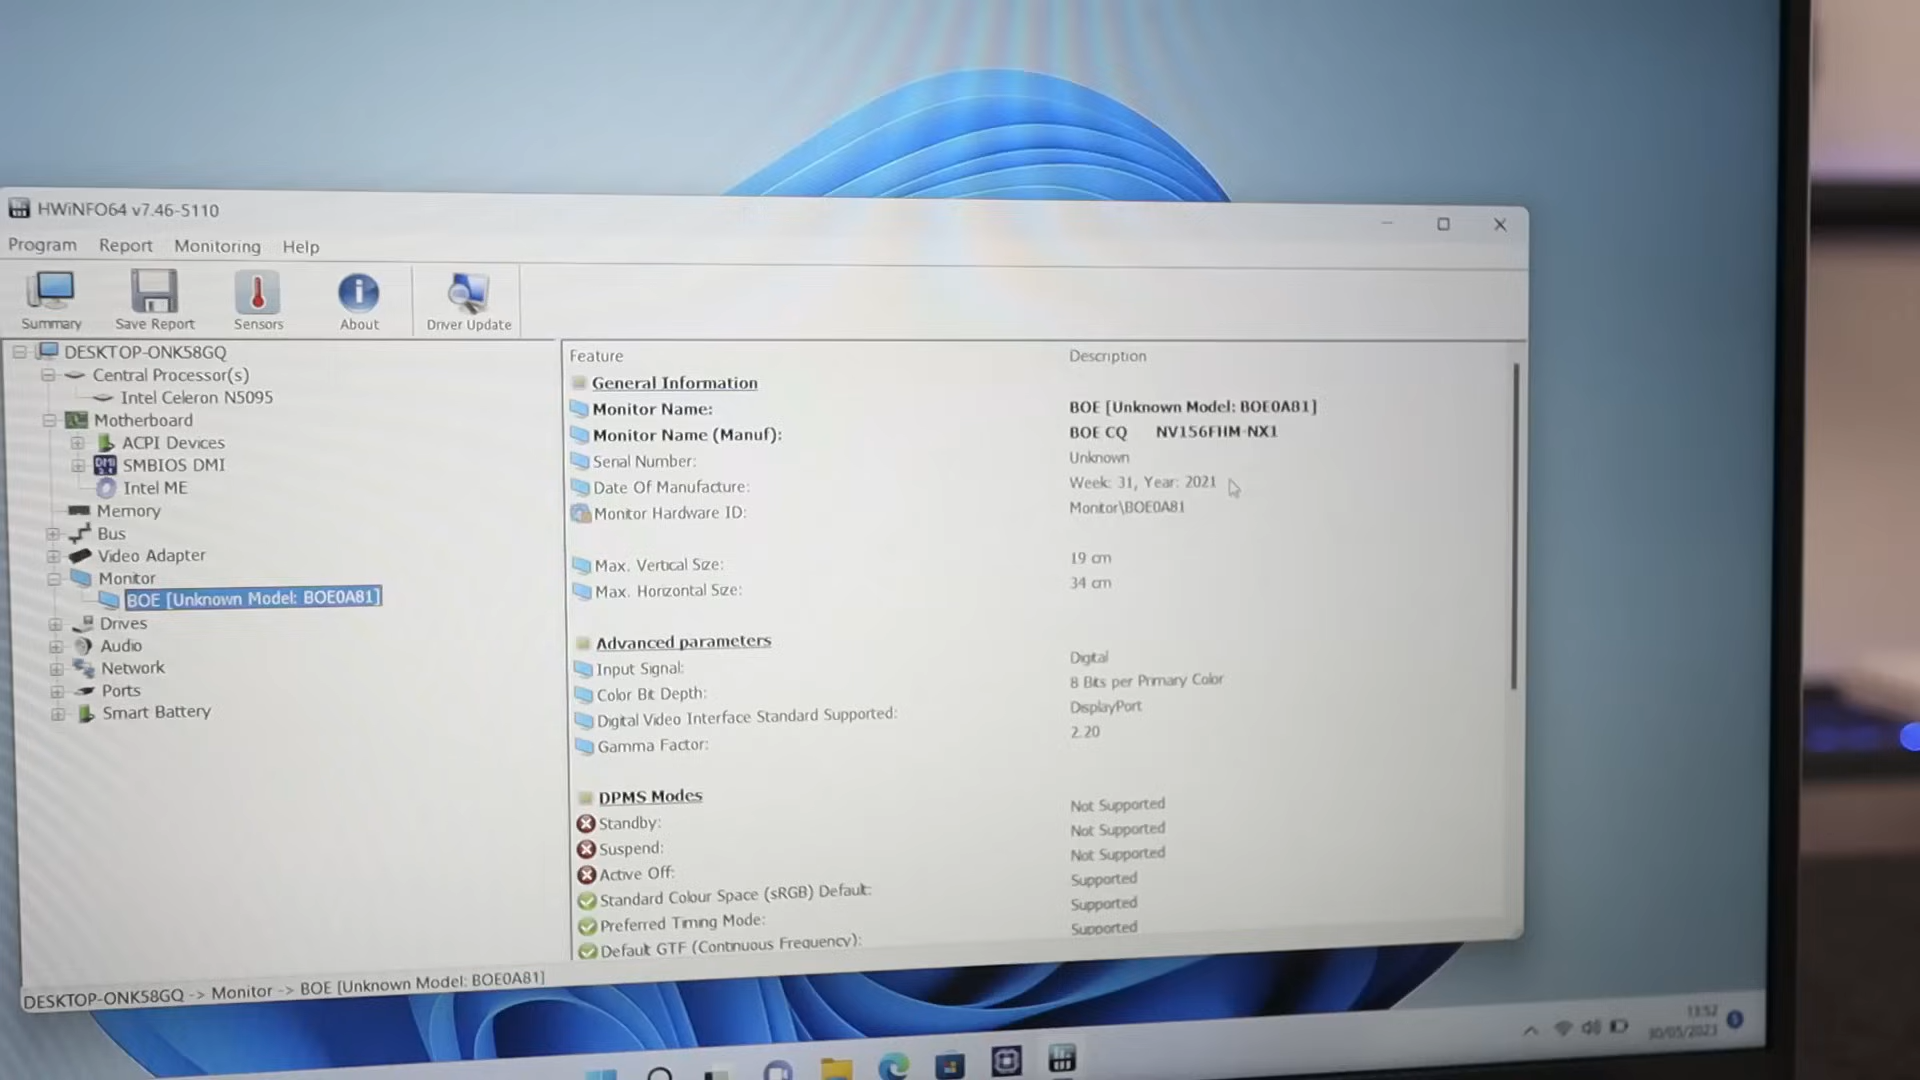 HWiNFO64 v7.46-5110
Program Report Monitoring Help
Summary Save Report Sensors About Driver Update
DESKTOP-ONK58GQ
Central Processor(s)
Intel Celeron N5095
Motherboard
ACPI Devices
SMBIOS DMI
Intel ME
Memory
Bus
Video Adapter
Monitor
BOE [Unknown Model: BOE0A81]
Drives
Audio
Network
Ports
Smart Battery
Feature Description
General Information
Monitor Name: BOE [Unknown Model: BOE0A81]
Monitor Name (Manuf): BOE CQ NV156FHM-NX1
Serial Number: Unknown
Date Of Manufacture: Week: 31, Year: 2021
Monitor Hardware ID: Monitor\BOE0A81
Max. Vertical Size: 19 cm
Max. Horizontal Size: 34 cm
Advanced parameters
Input Signal: Digital
Color Bit Depth: 8 Bits per Primary Color
Digital Video Interface Standard Supported: DisplayPort
Gamma Factor: 2.20
DPMS Modes
Standby: Not Supported
Suspend: Not Supported
Active Off: Not Supported
Standard Colour Space (sRGB) Default: Supported
Preferred Timing Mode: Supported
Default GTF (Continuous Frequency): Supported
DESKTOP-ONK58GQ -> Monitor -> BOE [Unknown Model: BOE0A81]
13:52
30/05/2023